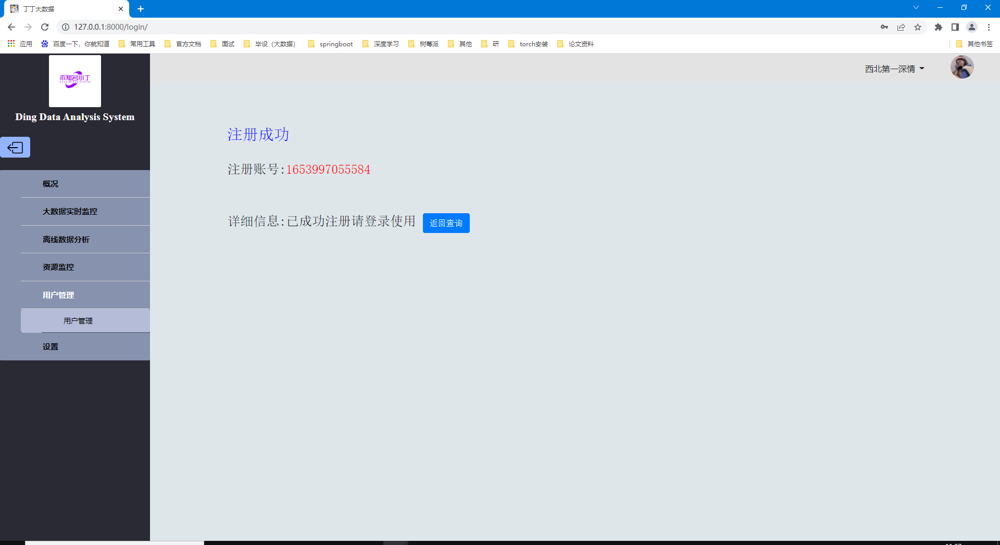 丁丁大数据
127.0.0.1:8000/login/
应用 百度一下，你就知道 常用工具 官方文档 面试 毕设（大数据） springboot 深度学习 树莓派 其他 研 torch安装 论文资料 其他书签
不知名小丁
西北第一深情
Ding Data Analysis System
注册成功
注册账号:1653997055584
详细信息:已成功注册请登录使用 返回查询
概况
大数据实时监控
离线数据分析
资源监控
用户管理
用户管理
设置